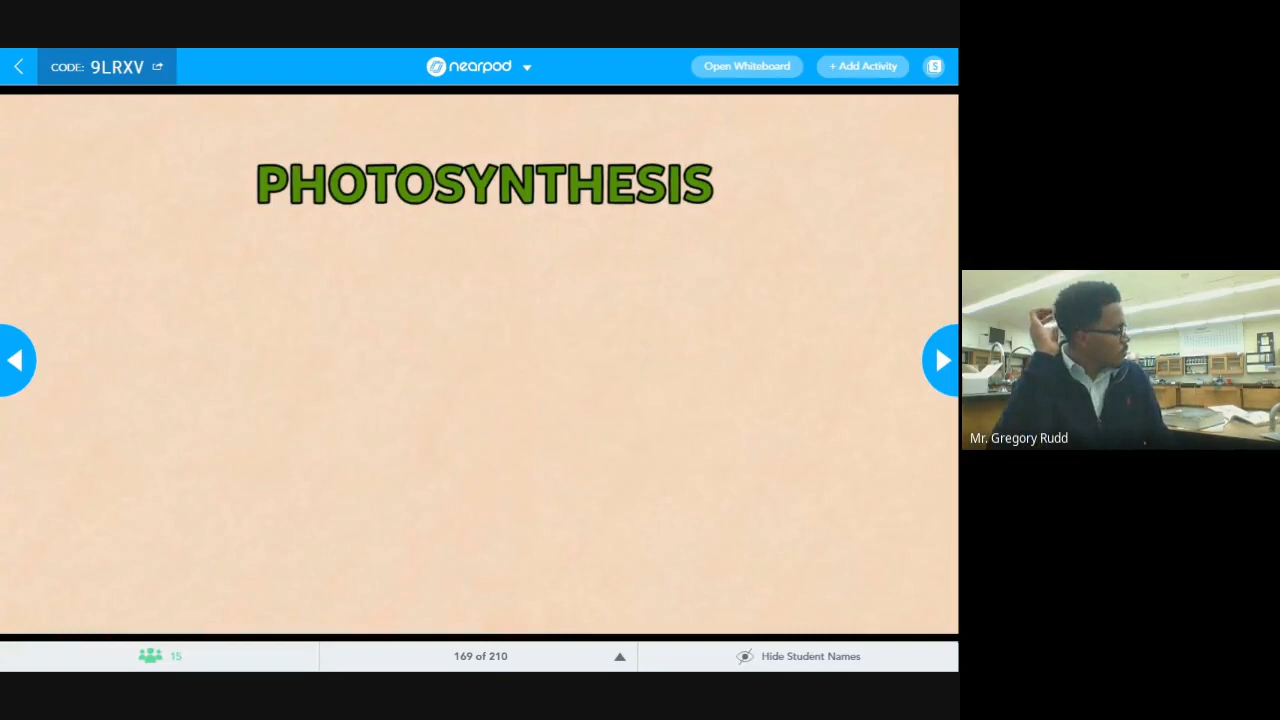 CODE: 9LRXV
nearpod
Open Whiteboard
+ Add Activity
S
PHOTOSYNTHESIS
Mr. Gregory Rudd
15
169 of 210
Hide Student Names